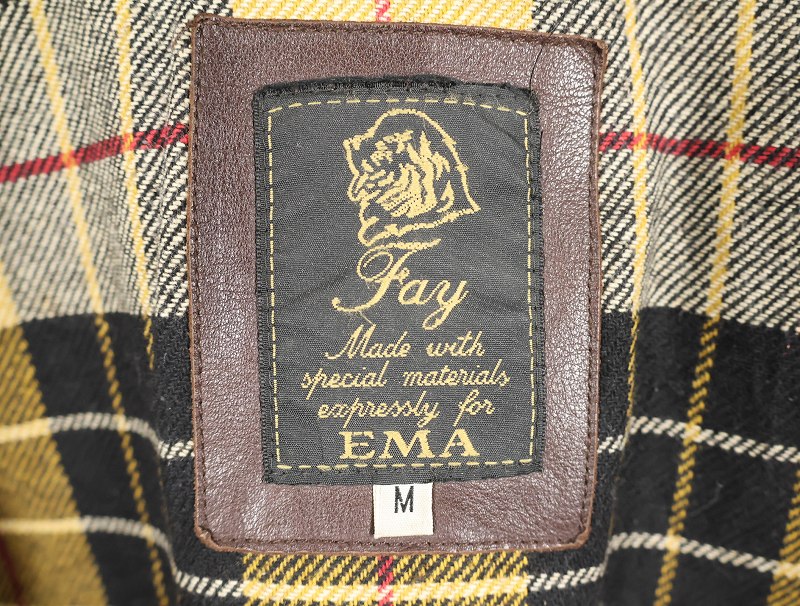 Fay
Made with
special materials
expressly for
EMA
M